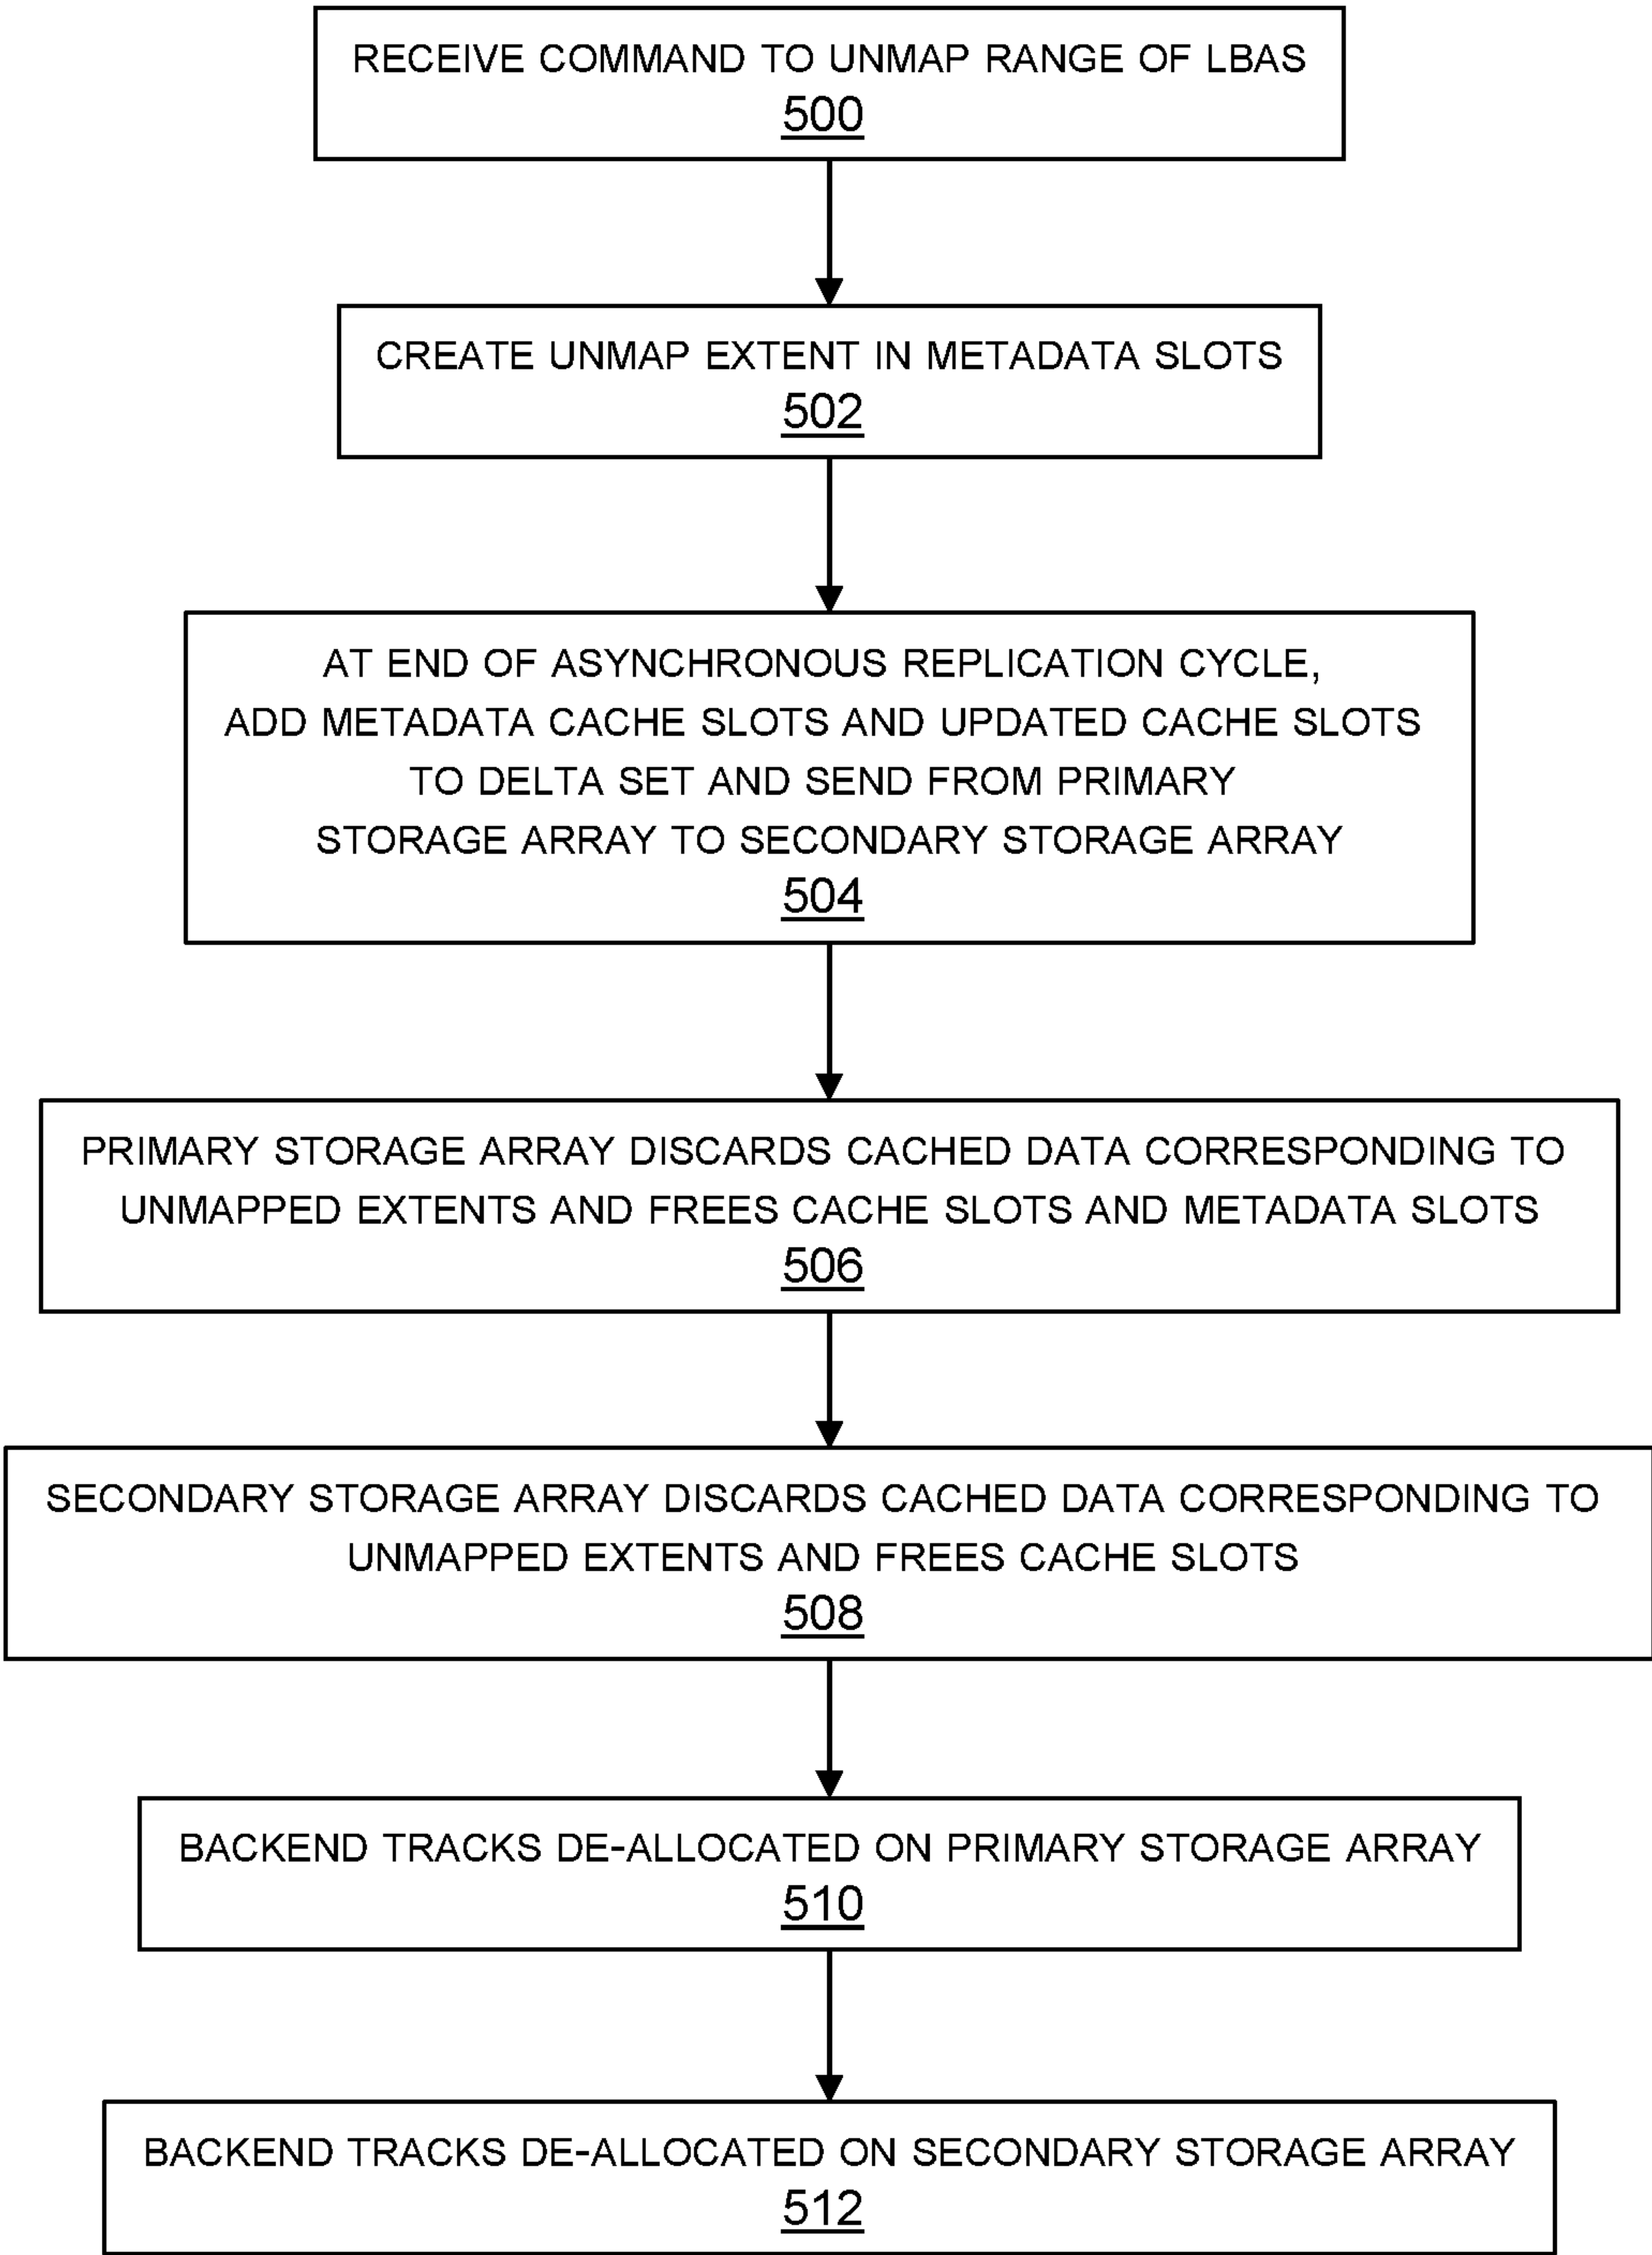 RECEIVE COMMAND TO UNMAP RANGE OF LBAS
500
CREATE UNMAP EXTENT IN METADATA SLOTS
502
AT END OF ASYNCHRONOUS REPLICATION CYCLE,
ADD METADATA CACHE SLOTS AND UPDATED CACHE SLOTS
TO DELTA SET AND SEND FROM PRIMARY
STORAGE ARRAY TO SECONDARY STORAGE ARRAY
504
PRIMARY STORAGE ARRAY DISCARDS CACHED DATA CORRESPONDING TO
UNMAPPED EXTENTS AND FREES CACHE SLOTS AND METADATA SLOTS
506
SECONDARY STORAGE ARRAY DISCARDS CACHED DATA CORRESPONDING TO
UNMAPPED EXTENTS AND FREES CACHE SLOTS
508
BACKEND TRACKS DE-ALLOCATED ON PRIMARY STORAGE ARRAY
510
BACKEND TRACKS DE-ALLOCATED ON SECONDARY STORAGE ARRAY
512